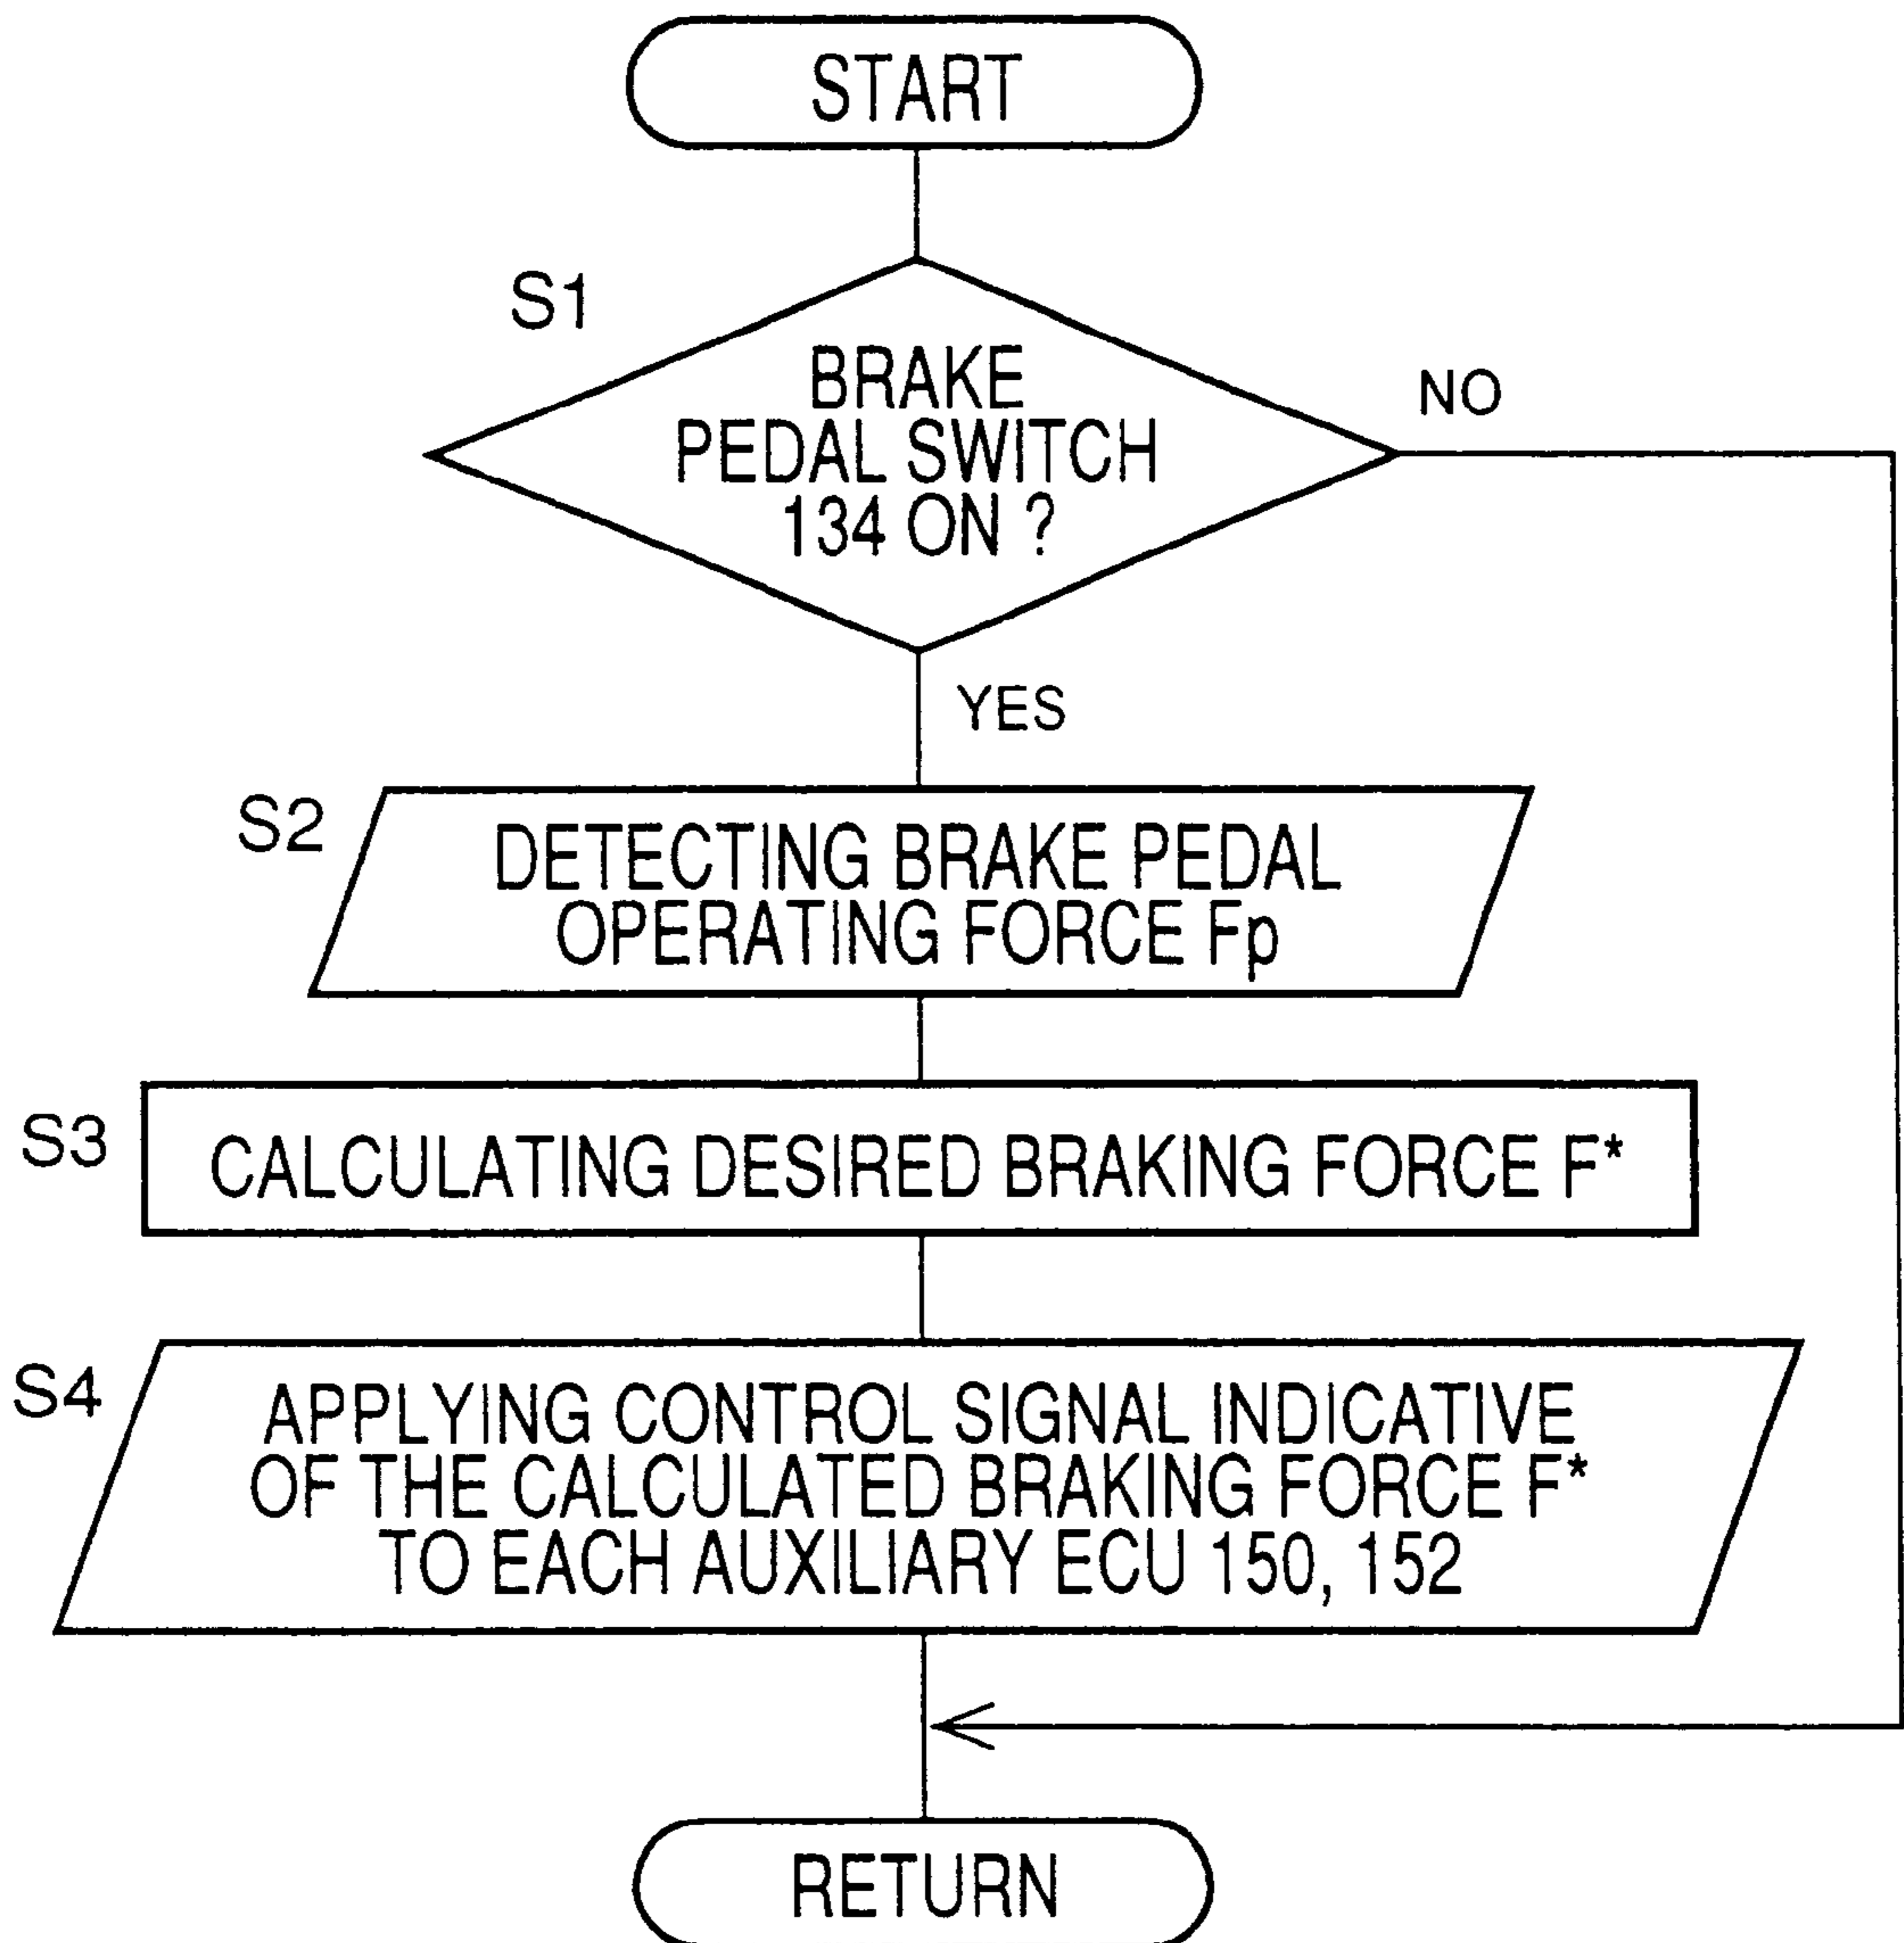 START
S1
BRAKE
PEDAL SWITCH
134 ON ?
NO
YES
S2
DETECTING BRAKE PEDAL
OPERATING FORCE Fp
S3
CALCULATING DESIRED BRAKING FORCE F*
S4
APPLYING CONTROL SIGNAL INDICATIVE
OF THE CALCULATED BRAKING FORCE F*
TO EACH AUXILIARY ECU 150, 152
RETURN